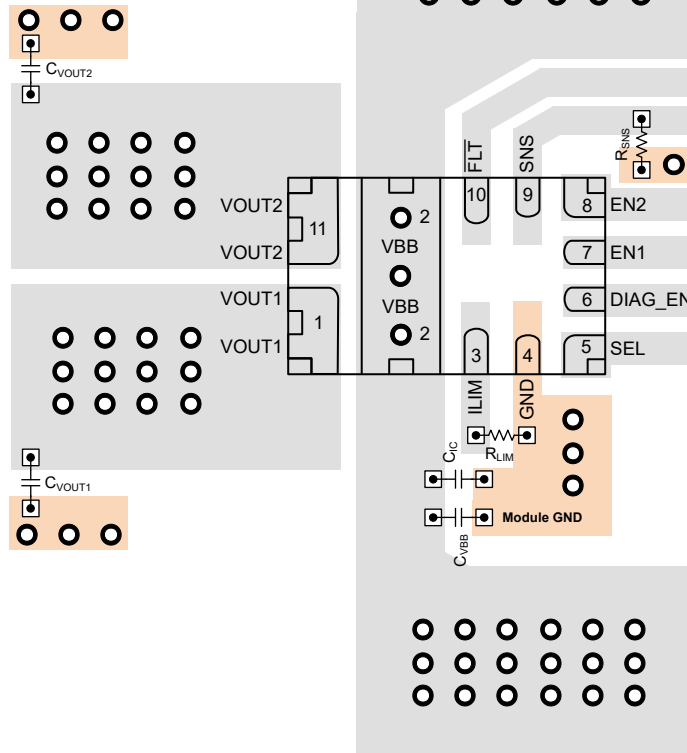 C_VOUT2
R_SNS
FLT
SNS
10
9
8
EN2
VOUT2
11
VOUT2
2
VBB
7
EN1
VOUT1
VBB
6
DIAG_EN
1
VOUT1
2
3
4
5
SEL
ILIM
GND
R_LIM
C_IC
C_VOUT1
Module GND
C_VBB